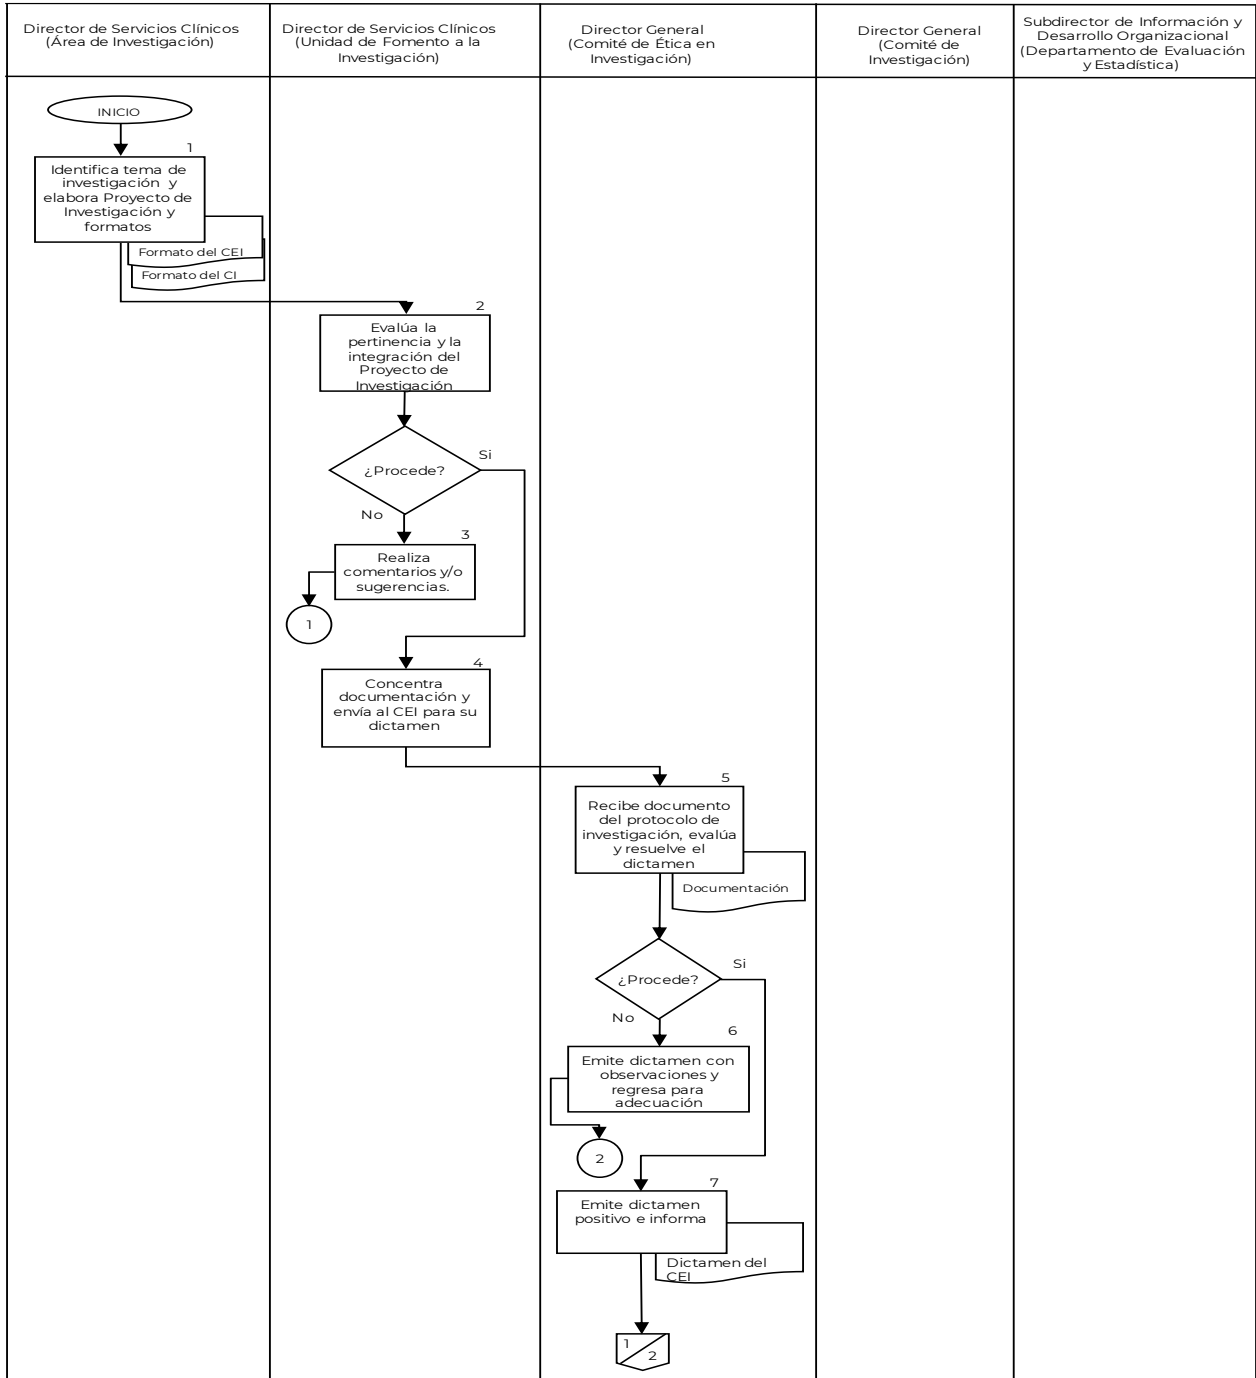 Director de Servicios Clínicos
(Área de Investigación)
Director de Servicios Clínicos
(Unidad de Fomento a la
Investigación)
Director General
(Comité de Ética en
Investigación)
Director General
(Comité de
Investigación)
Subdirector de Información y
Desarrollo Organizacional
(Departamento de Evaluación
y Estadística)
INICIO
1
Identifica tema de
investigación y
elabora Proyecto de
Investigación y
formatos
Formato del CEI
Formato del CI
2
Evalúa la
pertinencia y la
integración del
Proyecto de
Investigación
¿Procede?
Si
No
3
Realiza
comentarios y/o
sugerencias.
1
4
Concentra
documentación y
envía al CEI para su
dictamen
5
Recibe documento
del protocolo de
investigación, evalúa
y resuelve el
dictamen
Documentación
¿Procede?
Si
No
6
Emite dictamen con
observaciones y
regresa para
adecuación
2
7
Emite dictamen
positivo e informa
Dictamen del
CEI
1
2